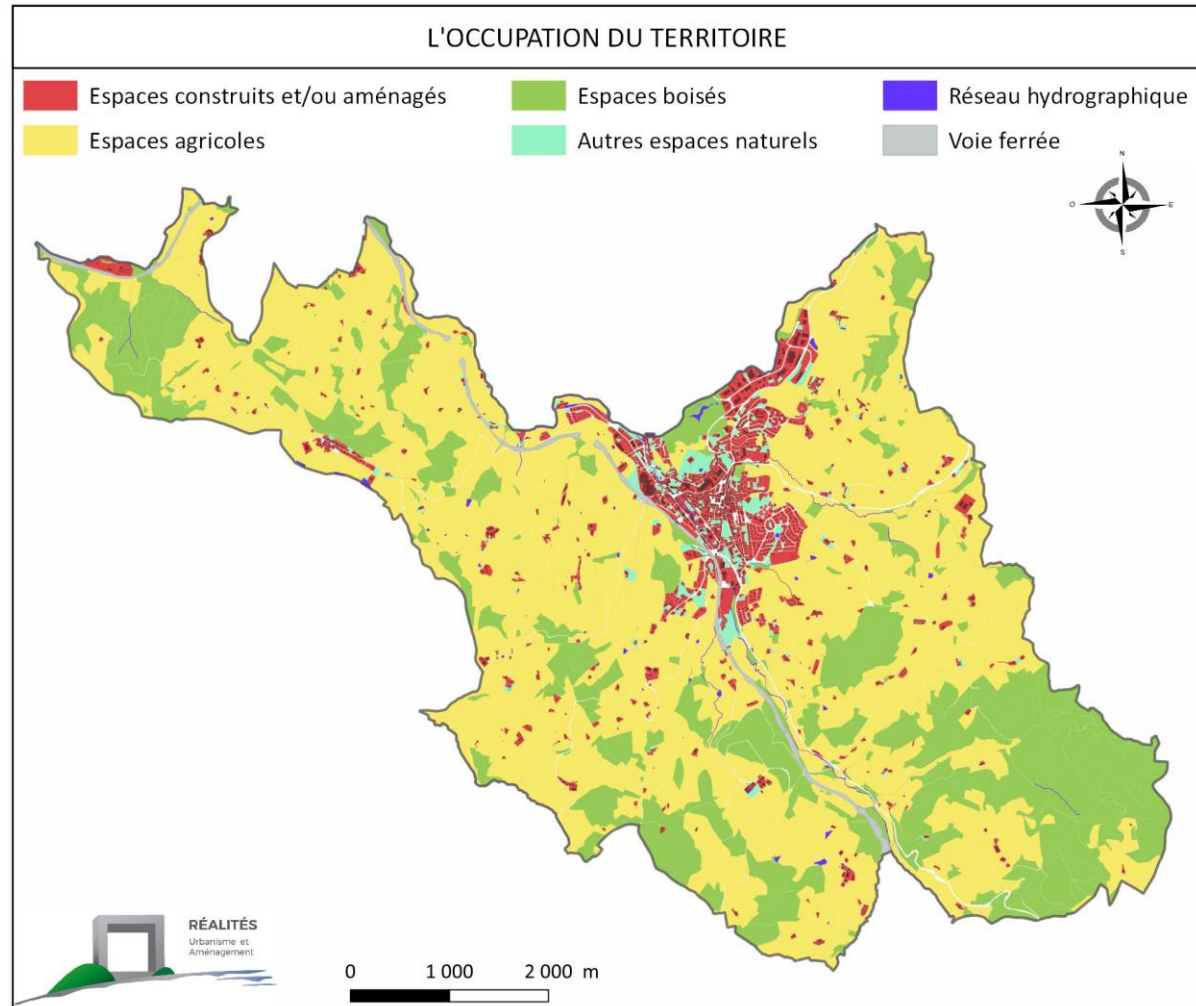 L'OCCUPATION DU TERRITOIRE
Espaces construits et/ou aménagés
Espaces boisés
Réseau hydrographique
Espaces agricoles
Autres espaces naturels
Voie ferrée
N
O
E
S
RÉALITÉS
Urbanisme et
Aménagement
0 1 000 2 000 m